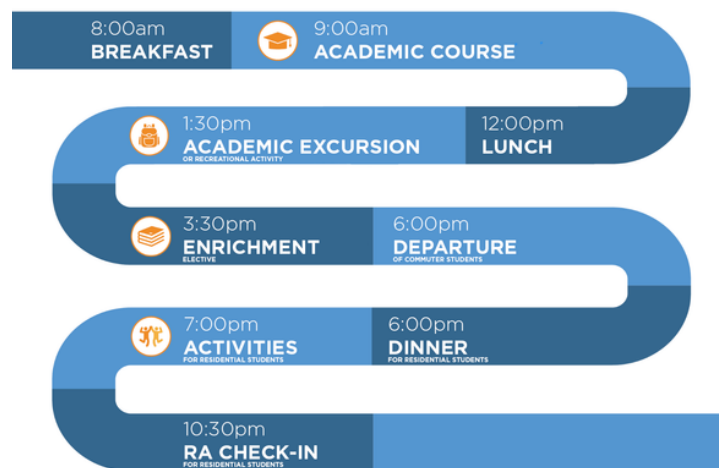 8:00am
BREAKFAST
9:00am
ACADEMIC COURSE
12:00pm
LUNCH
1:30pm
ACADEMIC EXCURSION
OR RECREATIONAL ACTIVITY
3:30pm
ENRICHMENT
ELECTIVE
6:00pm
DEPARTURE
OF COMMUTER STUDENTS
6:00pm
DINNER
FOR RESIDENTIAL STUDENTS
7:00pm
ACTIVITIES
FOR RESIDENTIAL STUDENTS
10:30pm
RA CHECK-IN
FOR RESIDENTIAL STUDENTS